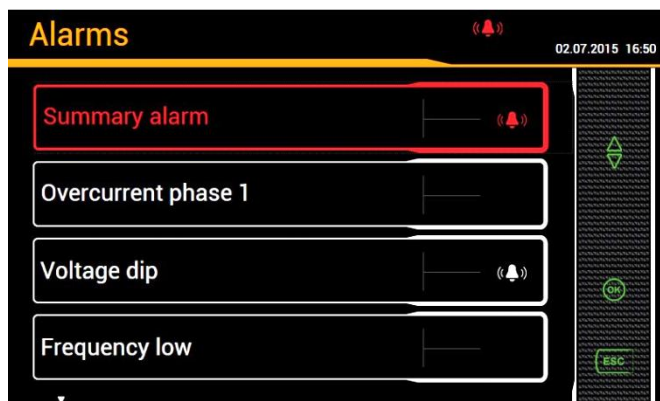 Alarms
02.07.2015 16:50
Summary alarm
Overcurrent phase 1
Voltage dip
OK
Frequency low
ESC